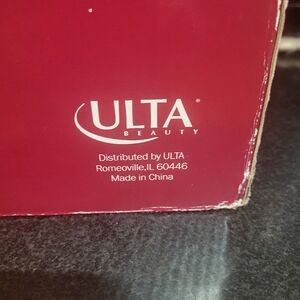 ULTA®
BEAUTY
Distributed by ULTA
Romeoville,IL 60446
Made in China